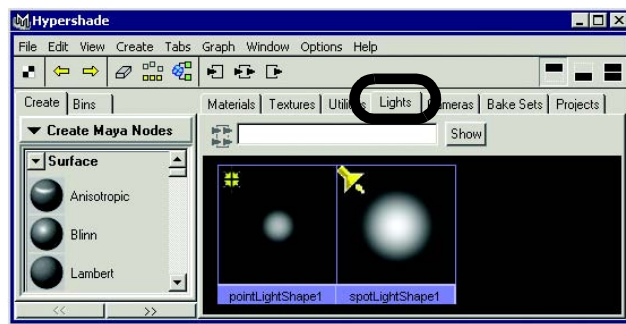 Hypershade
File Edit View Create Tabs Graph Window Options Help
Create Bins
Materials Textures Lights Bake Sets Projects
Create Maya Nodes
Show
Surface
Anisotropic
Blinn
Lambert
pointLightShape1 spotLightShape1
<< >>